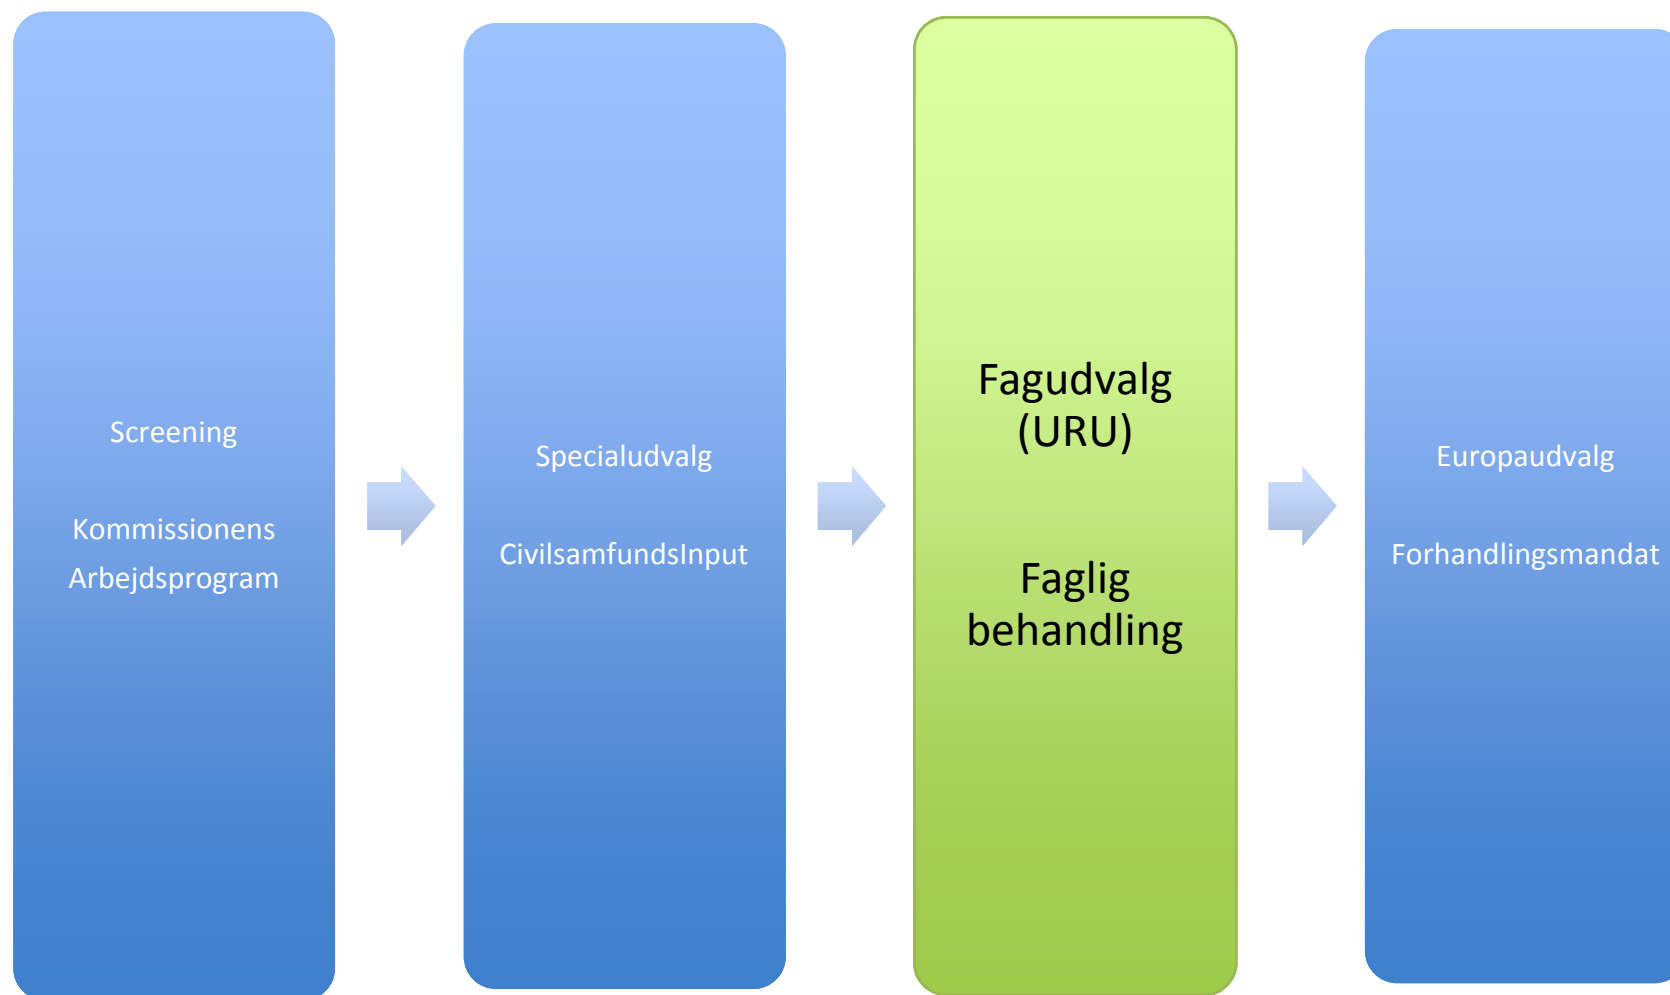 Screening
Kommissionens
Arbejdsprogram
Specialudvalg
CivilsamfundsInput
Fagudvalg
(URU)
Faglig
behandling
Europaudvalg
Forhandlingsmandat